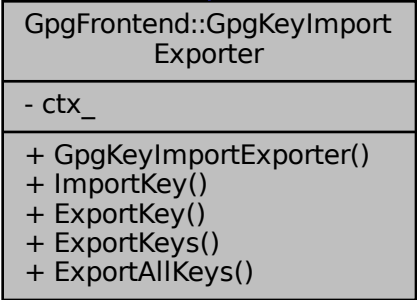 GpgFrontend::GpgKeyImport
Exporter
- ctx_
+ GpgKeyImportExporter()
+ ImportKey()
+ ExportKey()
+ ExportKeys()
+ ExportAllKeys()